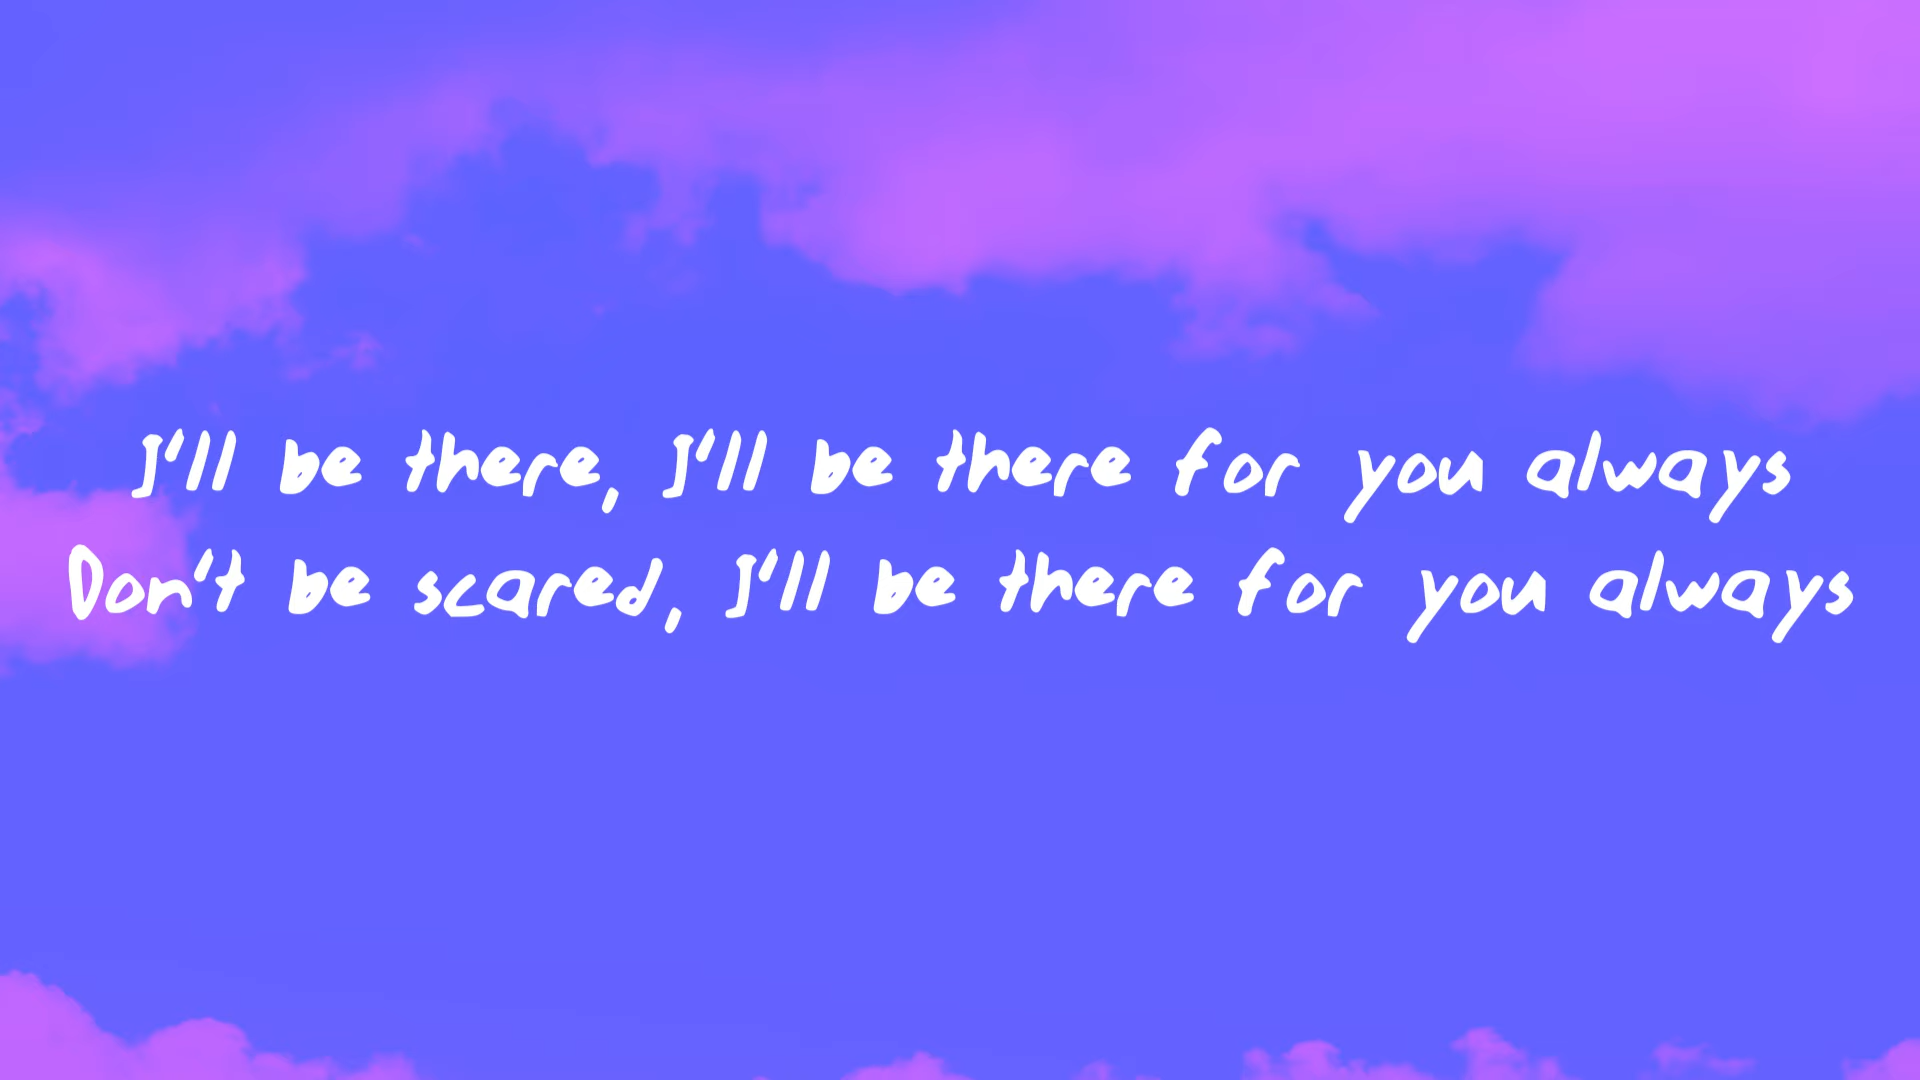 I'll be there, I'll be there for you always
Don't be scared, I'll be there for you always